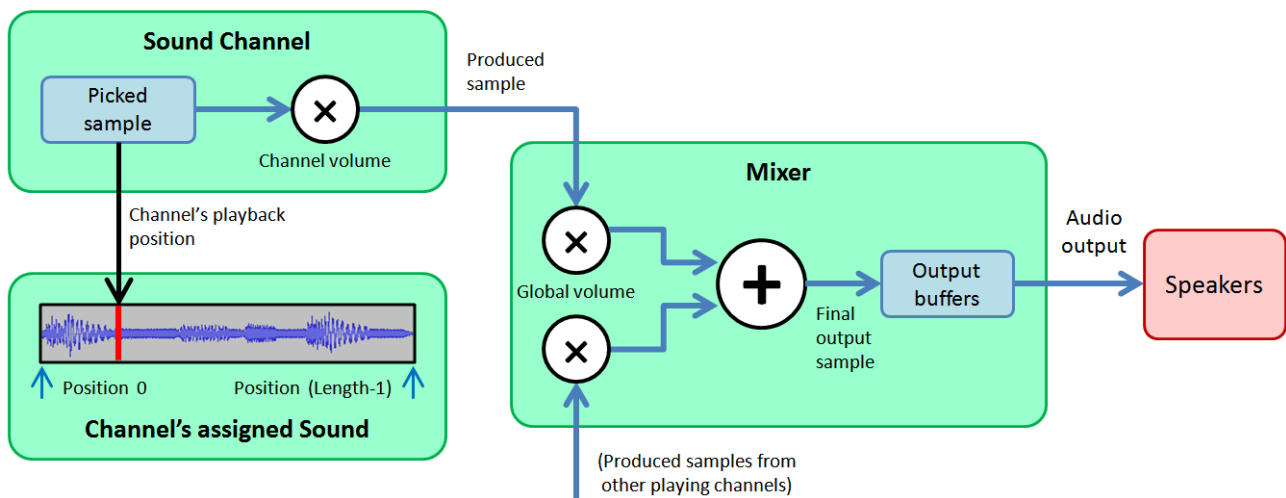 Sound Channel
Picked
sample
×
Channel volume
Produced
sample
Channel's playback
position
Position 0
Position (Length-1)
Channel's assigned Sound
Mixer
×
Global volume
×
+
Final
output
sample
Output
buffers
Audio
output
Speakers
(Produced samples from
other playing channels)